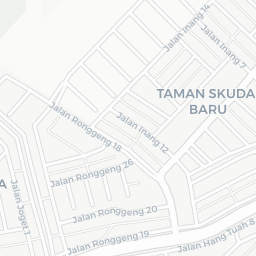 Jalan Inang 14
Jalan Inang 7
TAMAN SKUDA
BARU
Jalan Ronggeng 18
Jalan Inang 12
Jalan Ronggeng 26
A
Jalan Joget 1
Jalan Ronggeng 20
Jalan Ronggeng 19
Jalan Hang Tuah 8